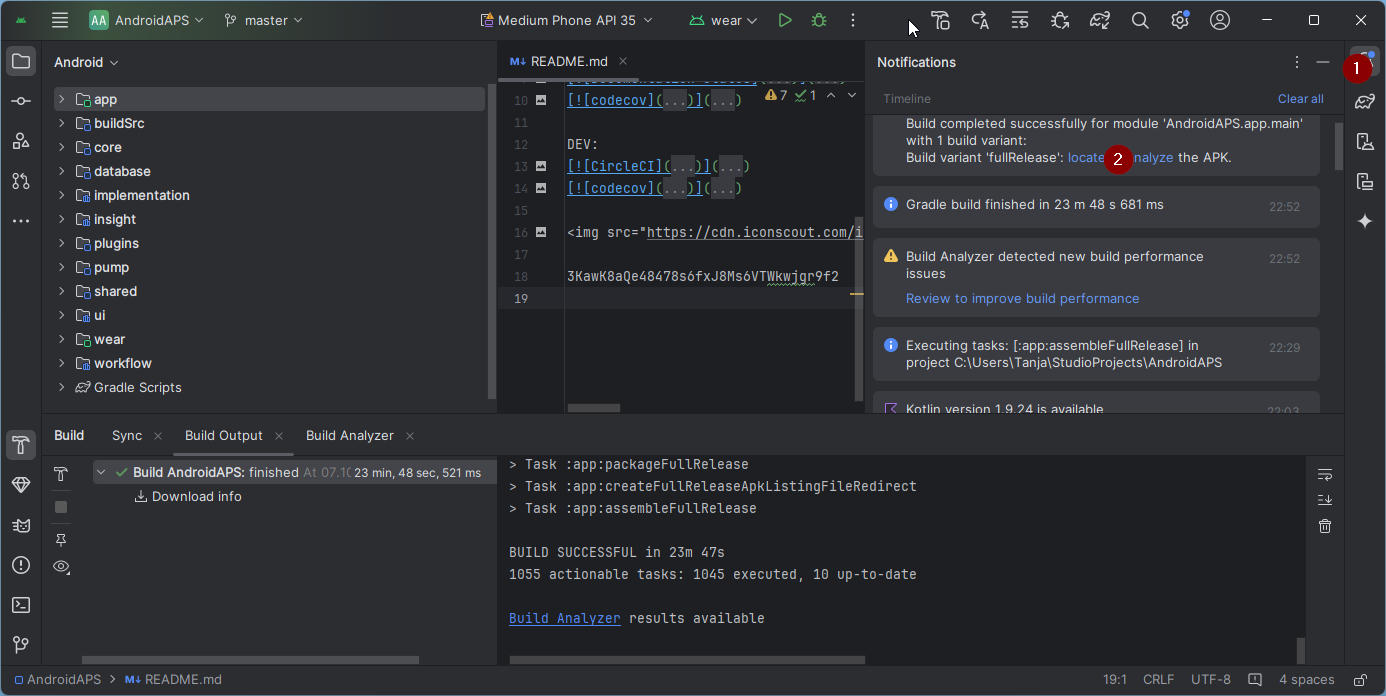 AA AndroidAPS master Medium Phone API 35 wear
Android
app
buildSrc
core
database
implementation
insight
plugins
pump
shared
ui
wear
workflow
Gradle Scripts
README.md
7 1
10 [![codecov](...)](...)
11
12 DEV:
13 [![CircleCI](...)](...)
14 [![codecov](...)](...)
15
16 <img src="https://cdn.iconscout.com/i
17
18 3KawK8aQe48478s6fxJ8Ms6VTWkwjgr9f2
19
Notifications
1
Timeline Clear all
Build completed successfully for module 'AndroidAPS.app.main'
with 1 build variant:
Build variant 'fullRelease': locate 2 nalyze the APK.
Gradle build finished in 23 m 48 s 681 ms 22:52
Build Analyzer detected new build performance 22:52
issues
Review to improve build performance
Executing tasks: [:app:assembleFullRelease] in 22:29
project C:\Users\Tanja\StudioProjects\AndroidAPS
Kotlin version 1.9.24 is available 22:03
Build Sync Build Output Build Analyzer
Build AndroidAPS: finished At 07.10 23 min, 48 sec, 521 ms
Download info
> Task :app:packageFullRelease
> Task :app:createFullReleaseApkListingFileRedirect
> Task :app:assembleFullRelease
BUILD SUCCESSFUL in 23m 47s
1055 actionable tasks: 1045 executed, 10 up-to-date
Build Analyzer results available
AndroidAPS > README.md 19:1 CRLF UTF-8 4 spaces